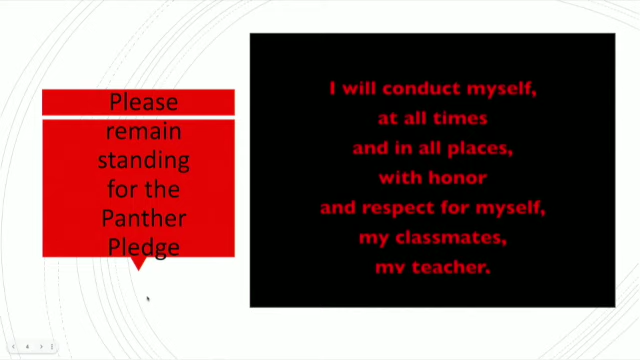 Please
remain
standing
for the
Panther
Pledge
I will conduct myself,
at all times
and in all places,
with honor
and respect for myself,
my classmates,
my teacher.
4